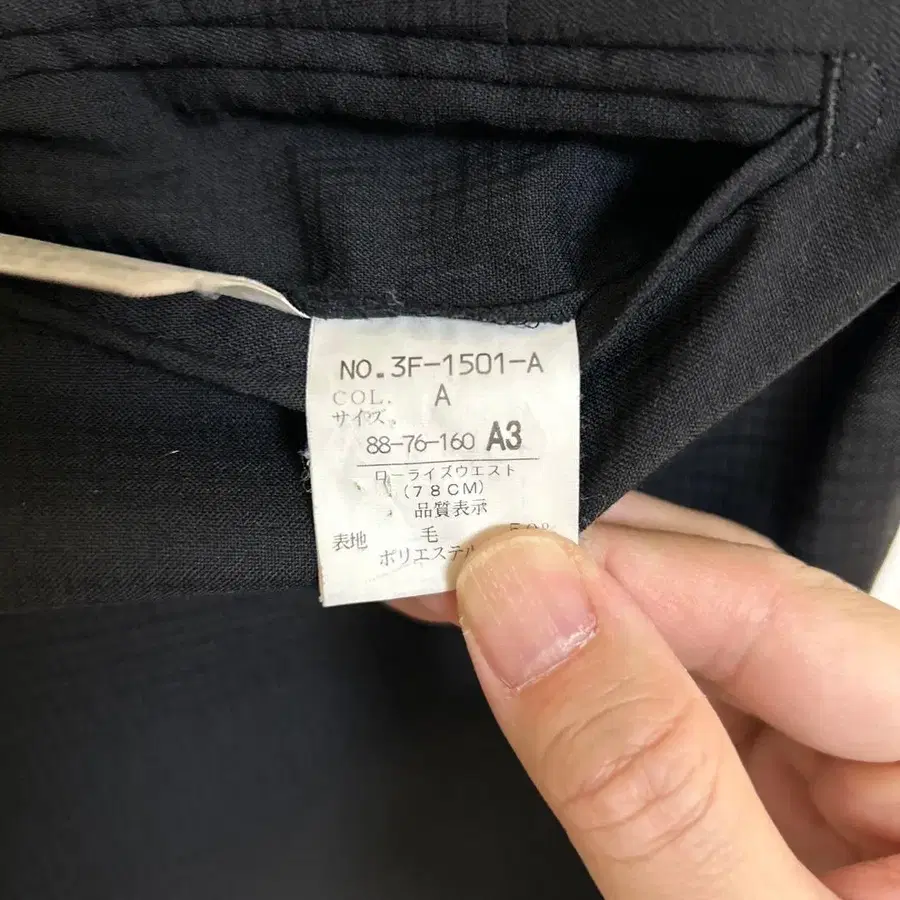 NO.3F-1501-A
COL. A
サイズ
88-76-160 A3
ローライズウエスト
(78CM)
品質表示
表地 毛
ポリエステル